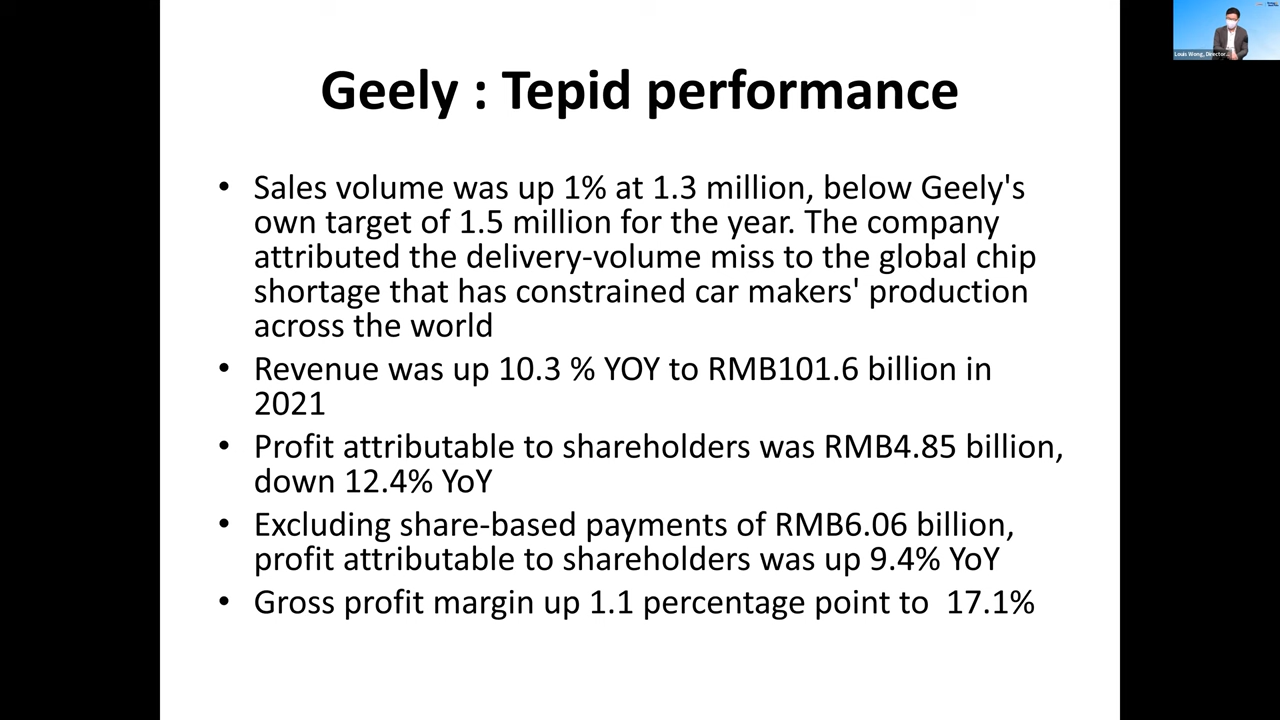 Geely : Tepid performance
• Sales volume was up 1% at 1.3 million, below Geely's
own target of 1.5 million for the year. The company
attributed the delivery-volume miss to the global chip
shortage that has constrained car makers' production
across the world
• Revenue was up 10.3 % YOY to RMB101.6 billion in
2021
• Profit attributable to shareholders was RMB4.85 billion,
down 12.4% YoY
• Excluding share-based payments of RMB6.06 billion,
profit attributable to shareholders was up 9.4% YoY
• Gross profit margin up 1.1 percentage point to  17.1%
Louis Wong, Director...